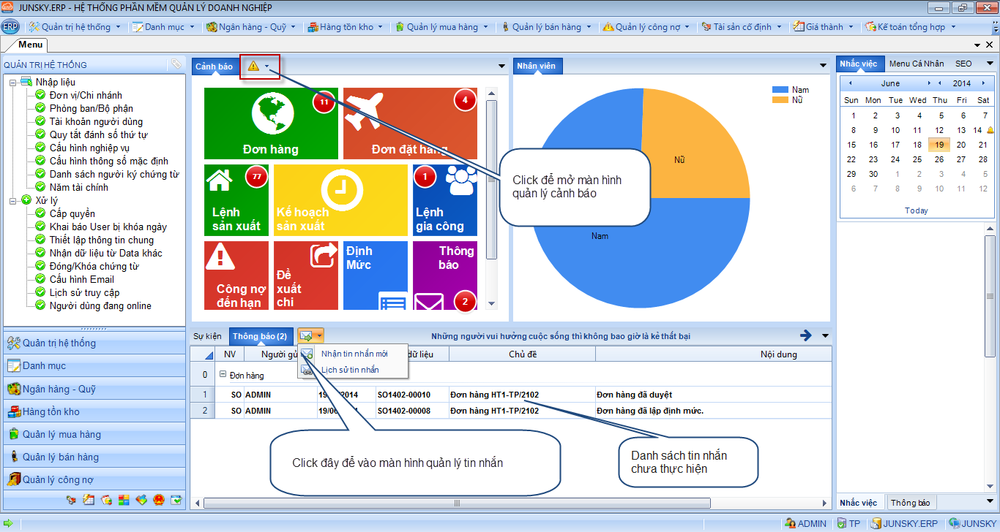 JUNSKY.ERP - HỆ THỐNG PHẦN MỀM QUẢN LÝ DOANH NGHIỆP
ERP Quản trị hệ thống Danh mục Ngân hàng - Quỹ Hàng tồn kho Quản lý mua hàng Quản lý bán hàng Quản lý công nợ Tài sản cố định Giá thành Kế toán tổng hợp
Menu
QUẢN TRỊ HỆ THỐNG
Nhập liệu
Đơn vị/Chi nhánh
Phòng ban/Bộ phận
Tài khoản người dùng
Quy tắt đánh số thứ tự
Cấu hình nghiệp vụ
Cấu hình thông số mặc định
Danh sách người ký chứng từ
Năm tài chính
Xử lý
Cấp quyền
Khai báo User bị khóa ngày
Thiết lập thông tin chung
Nhận dữ liệu từ Data khác
Đóng/Khóa chứng từ
Cấu hình Email
Lịch sử truy cập
Người dùng đang online
Quản trị hệ thống
Danh mục
Ngân hàng - Quỹ
Hàng tồn kho
Quản lý mua hàng
Quản lý bán hàng
Quản lý công nợ
Cảnh báo
11
Đơn hàng
4
Đơn đặt hàng
77
Lệnh
sản xuất
Kế hoạch
sản xuất
1
Lệnh
gia công
Công nợ
đến hạn
Đề
xuất
chi
Định
Mức
Thông
báo
2
Nhân viên
Nam
Nữ
Nữ
Nam
Click để mở màn hình
quản lý cảnh báo
Sự kiện Thông báo (2) Những người vui hưởng cuộc sống thì không bao giờ là kẻ thất bại
Nhận tin nhắn mới
Lịch sử tin nhắn
NV Người gử dữ liệu Chủ đề Nội dung
0 Đơn hàng
1 SO ADMIN 19 2014 SO1402-00010 Đơn hàng HT1-TP/2102 Đơn hàng đã duyệt
2 SO ADMIN 19/0 SO1402-00008 Đơn hàng HT1-TP/2102 Đơn hàng đã lập định mức.
Click đây để vào màn hình quản lý tin nhắn
Danh sách tin nhắn
chưa thực hiện
Nhắc việc Menu Cá Nhân SEO
June 2014
Sun Mon Tue Wed Thu Fri Sat
1 2 3 4 5 6 7
8 9 10 11 12 13 14
15 16 17 18 19 20 21
22 23 24 25 26 27 28
29 30 1 2 3 4 5
6 7 8 9 10 11 12
Today
Nhắc việc Thông báo
ADMIN TP JUNSKY.ERP JUNSKY